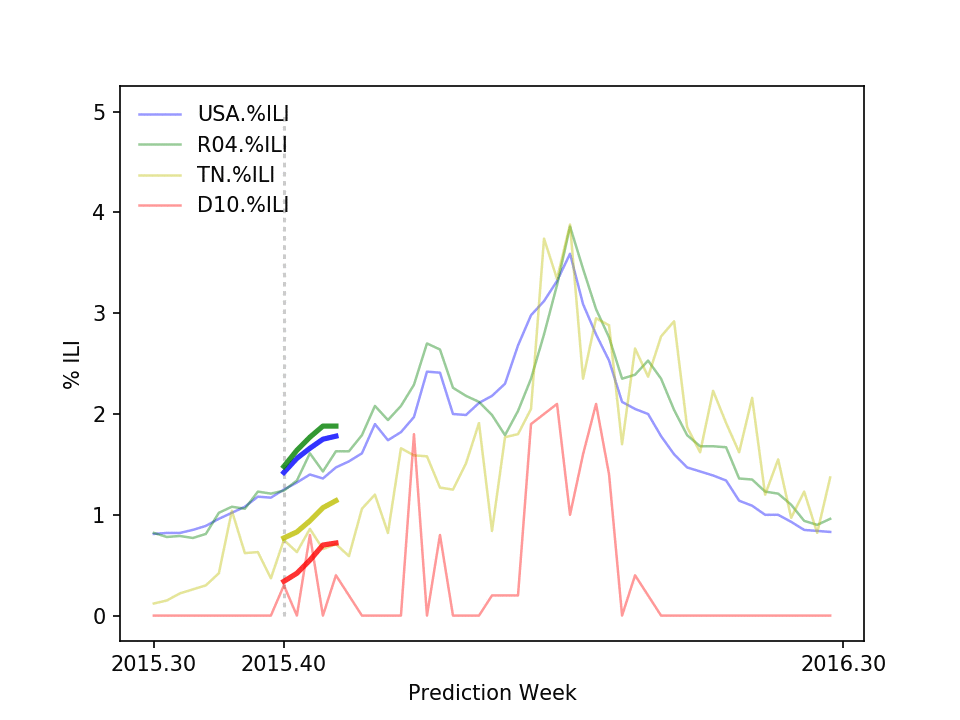 USA.%ILI
R04.%ILI
TN.%ILI
D10.%ILI
5
4
3
2
1
0
% ILI
2015.30 2015.40 2016.30
Prediction Week